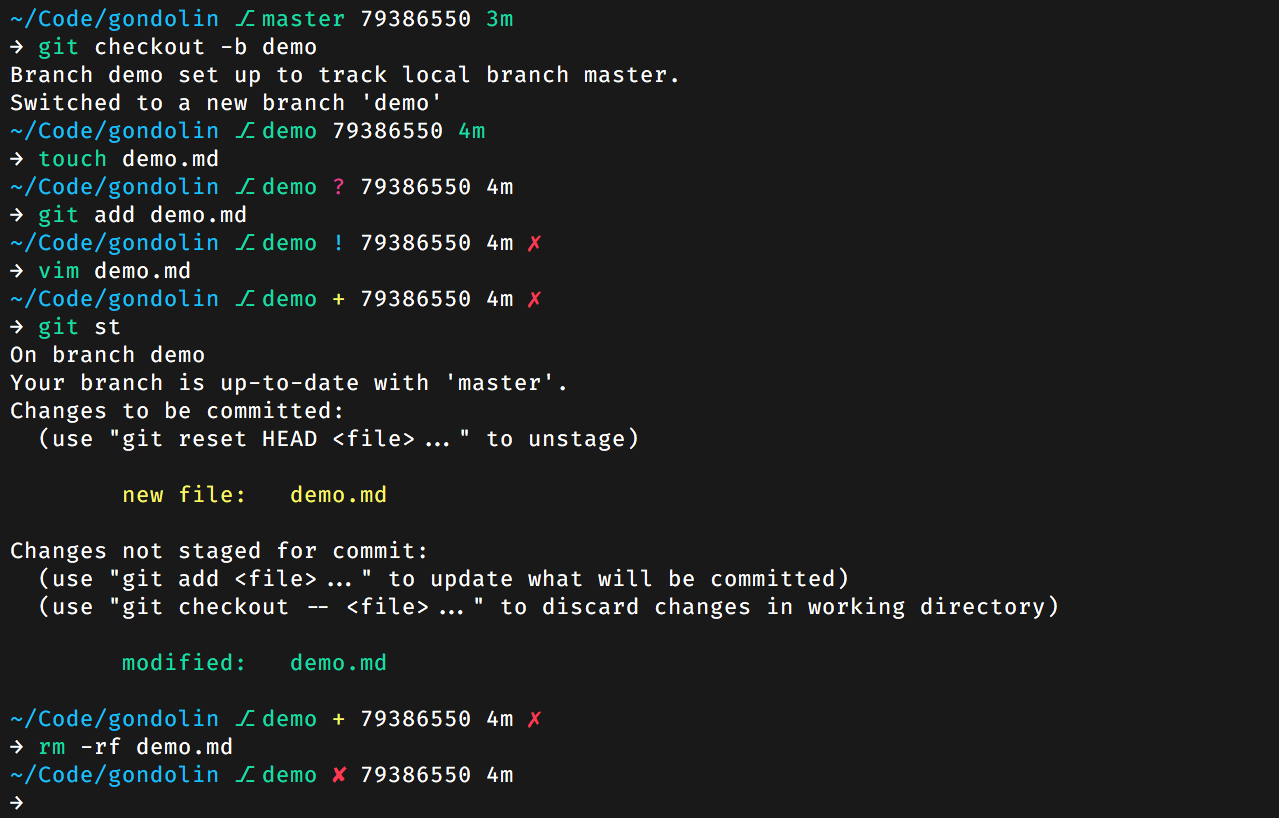 ~/Code/gondolin ⎇ master 79386550 3m
→ git checkout -b demo
Branch demo set up to track local branch master.
Switched to a new branch 'demo'
~/Code/gondolin ⎇ demo 79386550 4m
→ touch demo.md
~/Code/gondolin ⎇ demo ? 79386550 4m
→ git add demo.md
~/Code/gondolin ⎇ demo ! 79386550 4m ✗
→ vim demo.md
~/Code/gondolin ⎇ demo + 79386550 4m ✗
→ git st
On branch demo
Your branch is up-to-date with 'master'.
Changes to be committed:
  (use "git reset HEAD <file>..." to unstage)

        new file:   demo.md

Changes not staged for commit:
  (use "git add <file>..." to update what will be committed)
  (use "git checkout -- <file>..." to discard changes in working directory)

        modified:   demo.md

~/Code/gondolin ⎇ demo + 79386550 4m ✗
→ rm -rf demo.md
~/Code/gondolin ⎇ demo ✘ 79386550 4m
→